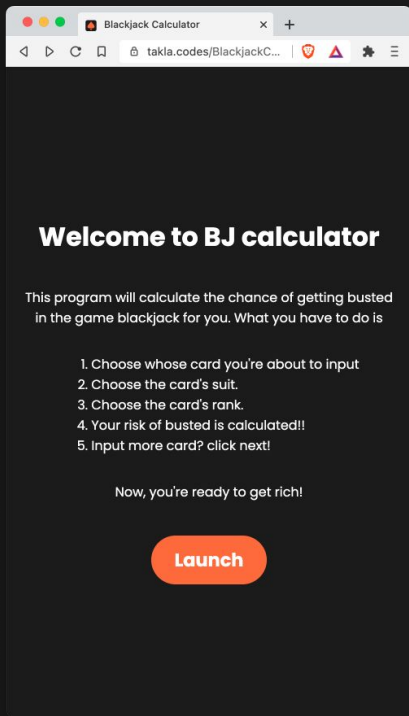 Blackjack Calculator
takla.codes/BlackjackC...
Welcome to BJ calculator
This program will calculate the chance of getting busted
in the game blackjack for you. What you have to do is
1. Choose whose card you're about to input
2. Choose the card's suit.
3. Choose the card's rank.
4. Your risk of busted is calculated!!
5. Input more card? click next!
Now, you're ready to get rich!
Launch